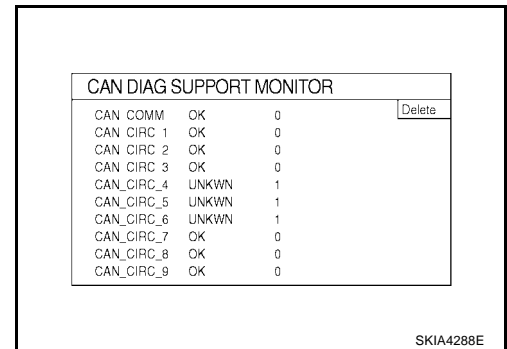 CAN DIAG SUPPORT MONITOR
Delete
CAN COMM OK 0
CAN CIRC 1 OK 0
CAN CIRC 2 OK 0
CAN CIRC 3 OK 0
CAN_CIRC_4 UNKWN 1
CAN_CIRC_5 UNKWN 1
CAN_CIRC_6 UNKWN 1
CAN_CIRC_7 OK 0
CAN_CIRC_8 OK 0
CAN_CIRC_9 OK 0
SKIA4288E